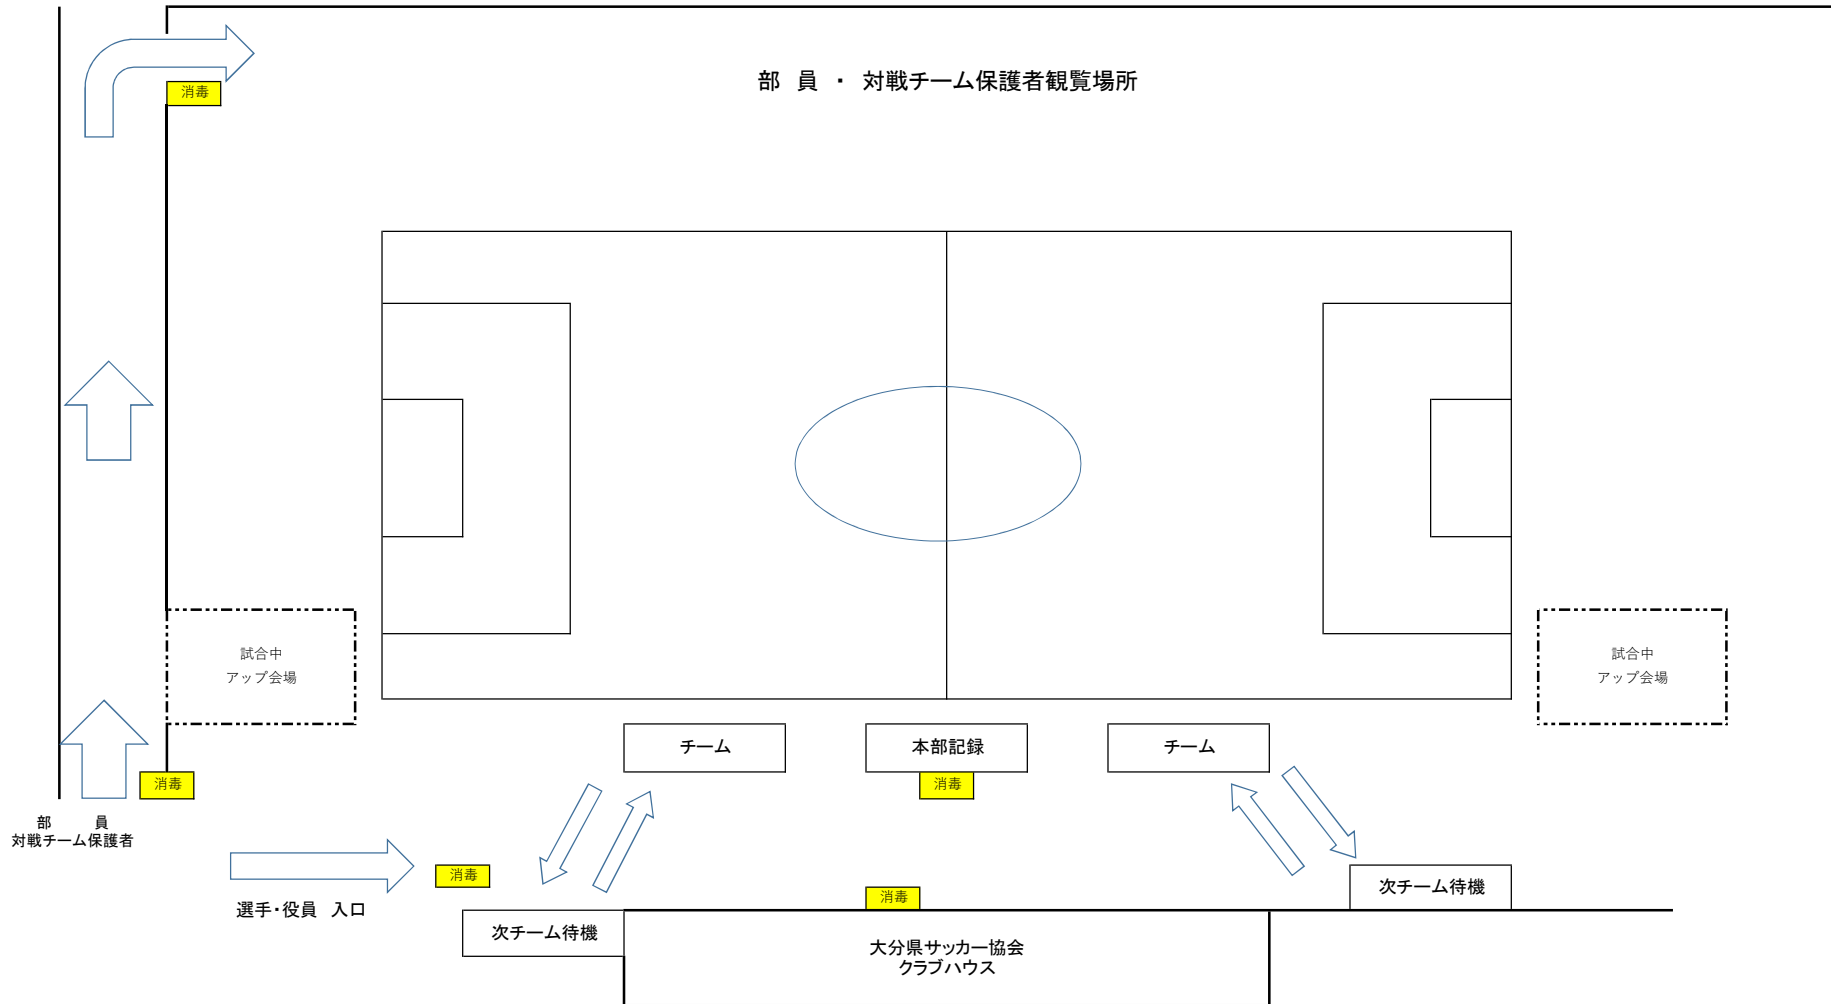 消毒
部 員 ・ 対戦チーム保護者観覧場所
試合中
アップ会場
試合中
アップ会場
チーム
本部記録
チーム
消毒
消毒
部 員
対戦チーム保護者
消毒
選手・役員 入口
消毒
次チーム待機
次チーム待機
大分県サッカー協会
クラブハウス